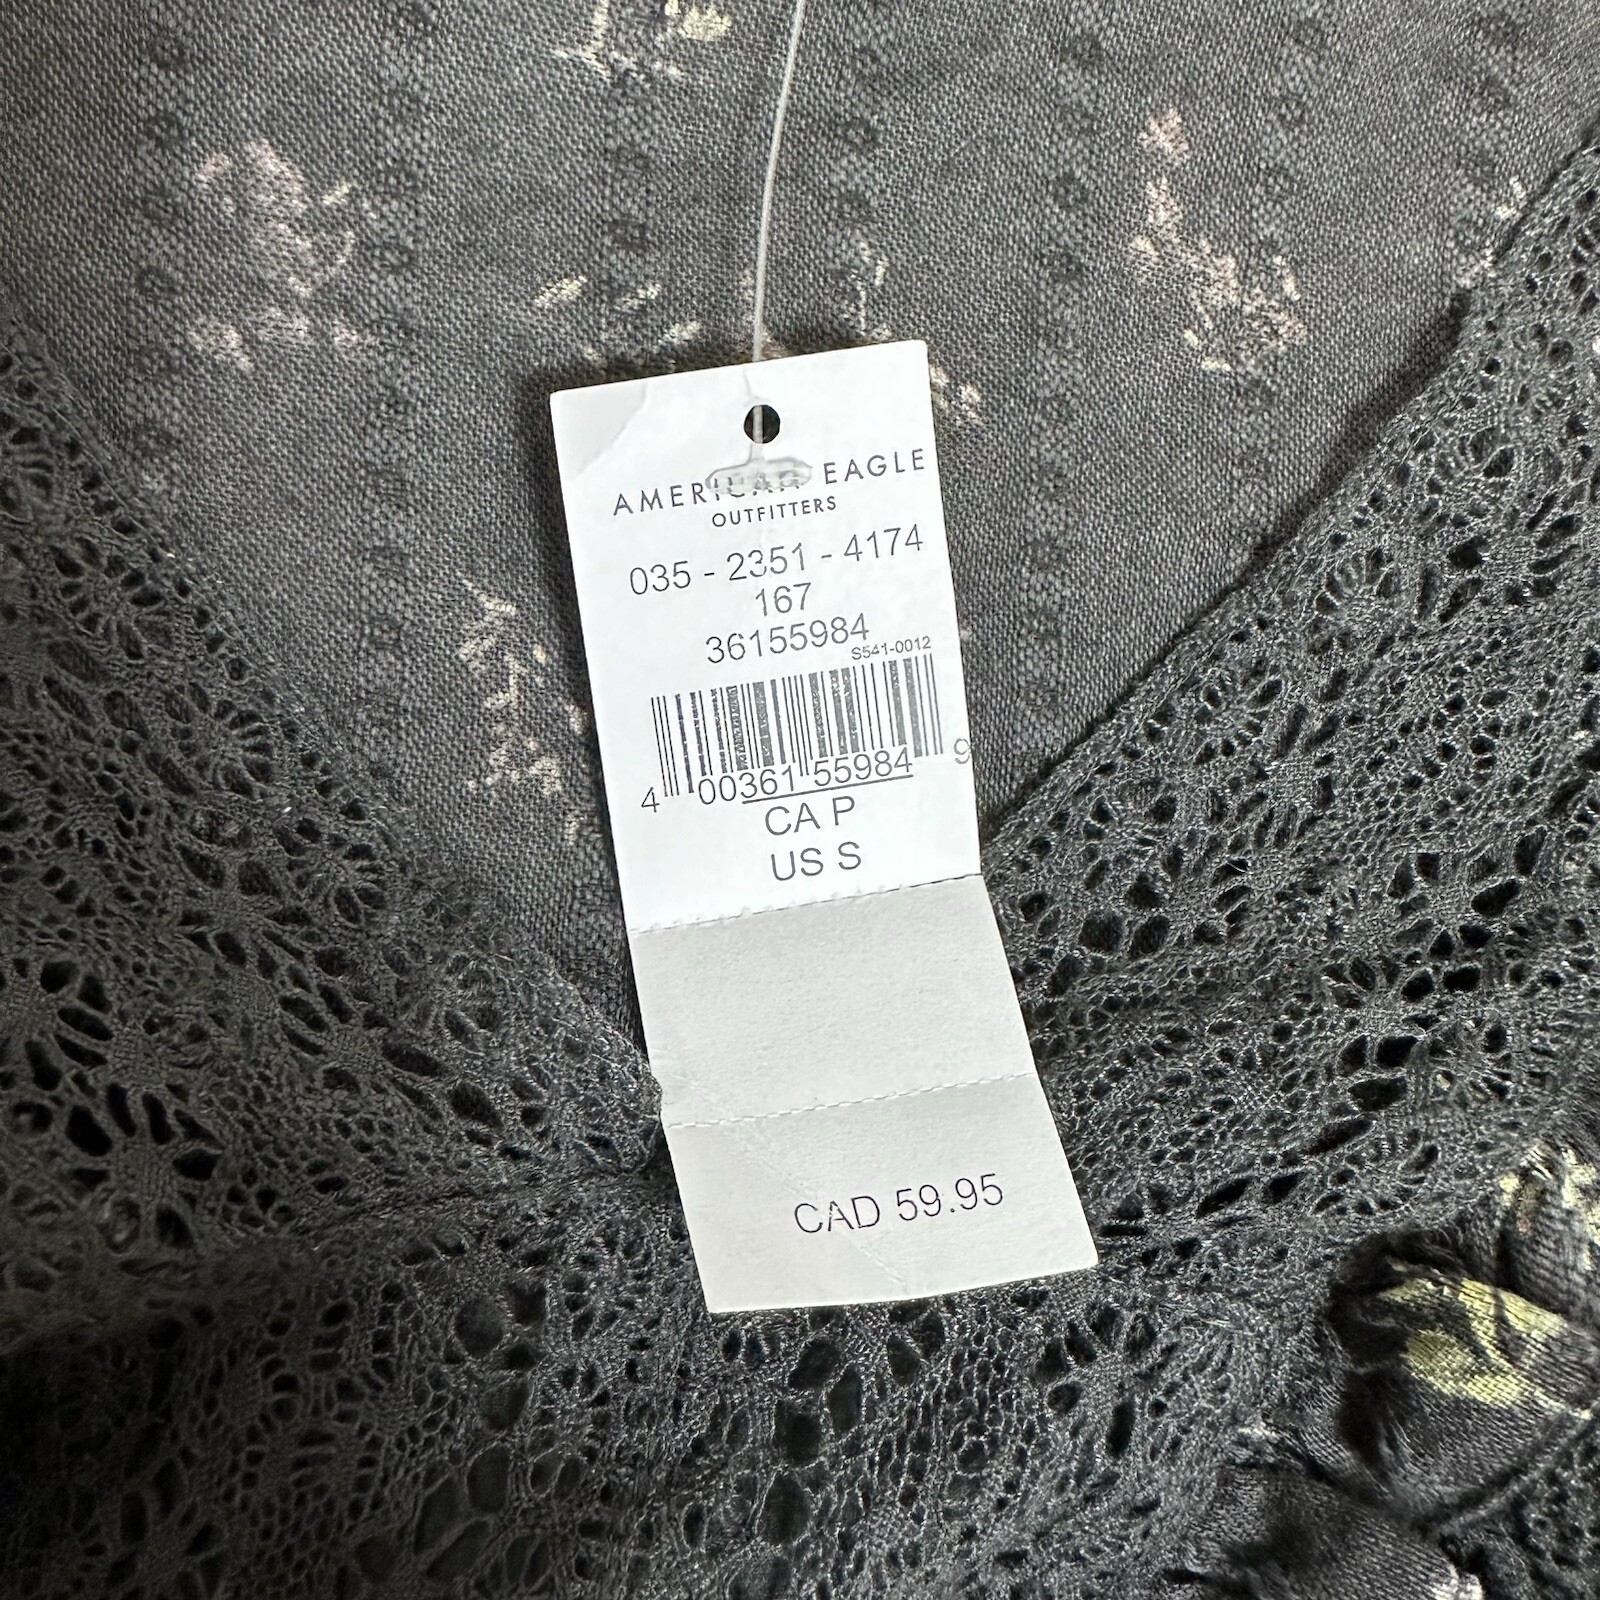 AMERICAN EAGLE
OUTFITTERS
035 - 2351 - 4174
167
36155984
S541-0012
4 00361 55984 9
CA P
US S
CAD 59.95